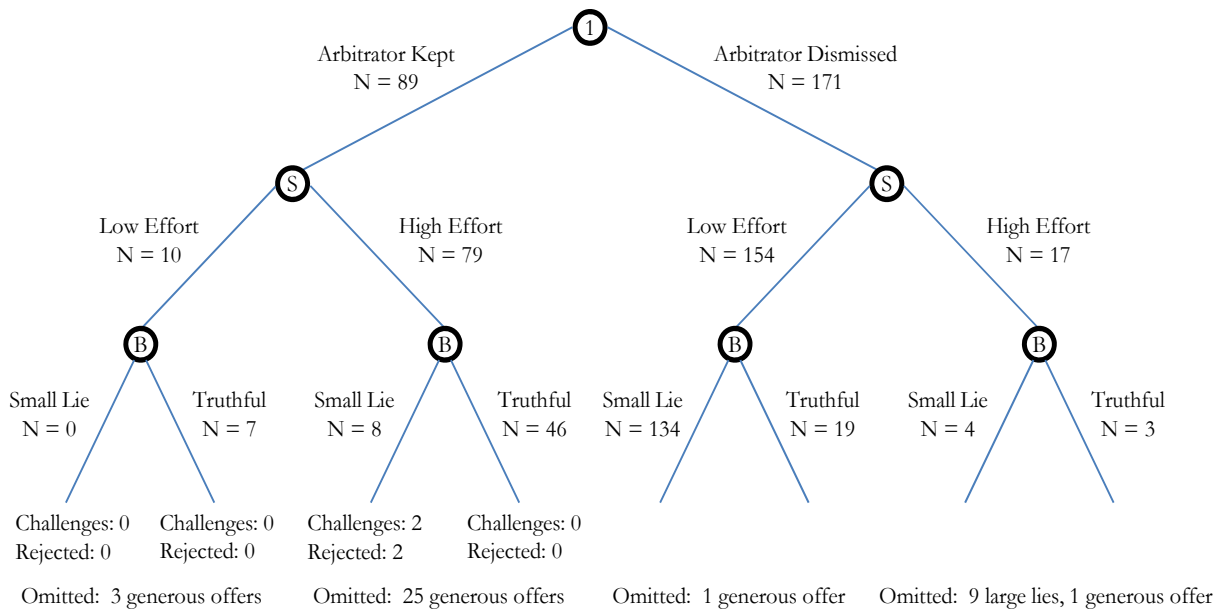 1
Arbitrator Kept
N = 89
Arbitrator Dismissed
N = 171
S
S
Low Effort
N = 10
High Effort
N = 79
Low Effort
N = 154
High Effort
N = 17
B
B
B
B
Small Lie
N = 0
Truthful
N = 7
Small Lie
N = 8
Truthful
N = 46
Small Lie
N = 134
Truthful
N = 19
Small Lie
N = 4
Truthful
N = 3
Challenges: 0
Rejected: 0
Challenges: 0
Rejected: 0
Challenges: 2
Rejected: 2
Challenges: 0
Rejected: 0
Omitted: 3 generous offers
Omitted: 25 generous offers
Omitted: 1 generous offer
Omitted: 9 large lies, 1 generous offer